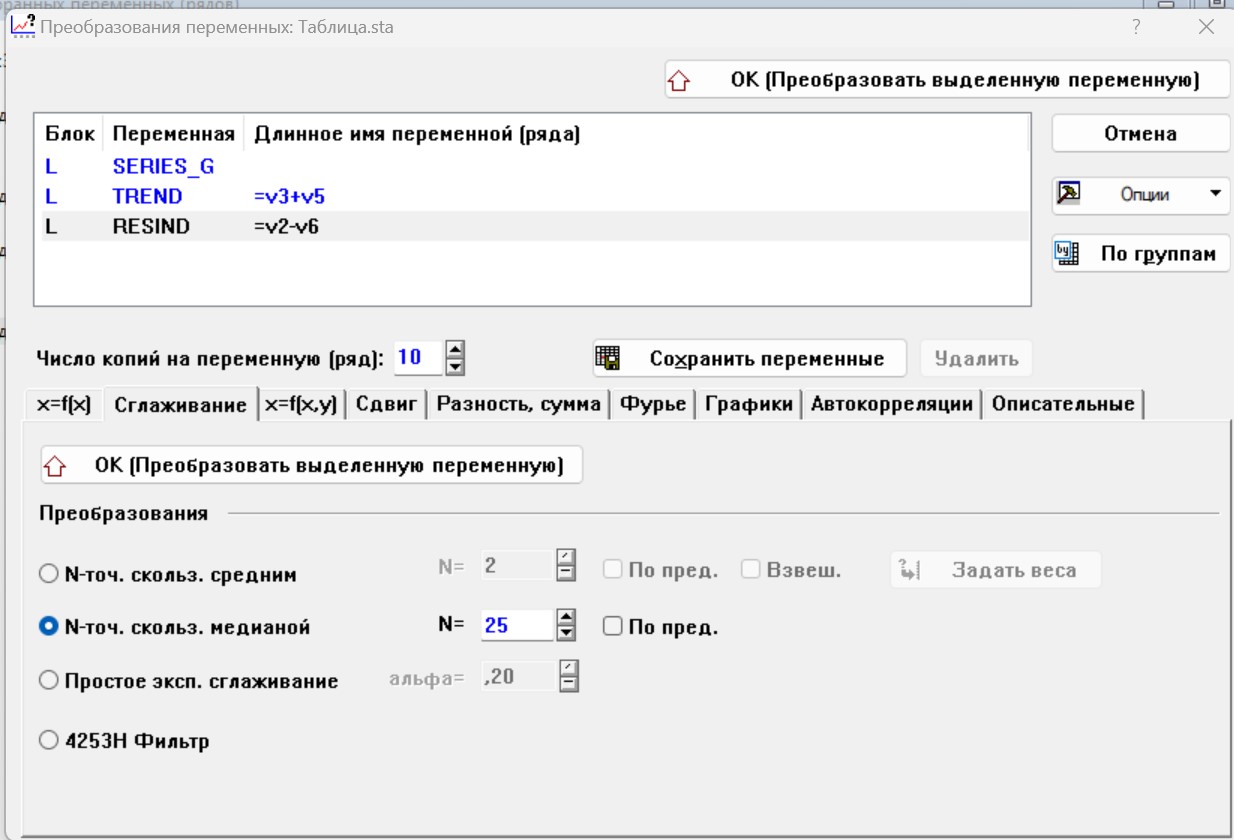 ранных переменных (рядов)
Преобразования переменных: Таблица.sta
?
OK (Преобразовать выделенную переменную)
Блок Переменная Длинное имя переменной (ряда)
Отмена
L SERIES_G
L TREND =v3+v5
Опции
L RESIND =v2-v6
По группам
Число копий на переменную (ряд): 10
Сохранить переменные
Удалить
x=f(x) Сглаживание x=f(x,y) Сдвиг Разность, сумма Фурье Графики Автокорреляции Описательные
OK (Преобразовать выделенную переменную)
Преобразования
N-точ. скольз. средним N= 2 По пред. Взвеш. Задать веса
N-точ. скольз. медианой N= 25 По пред.
Простое эксп. сглаживание альфа= ,20
4253H Фильтр